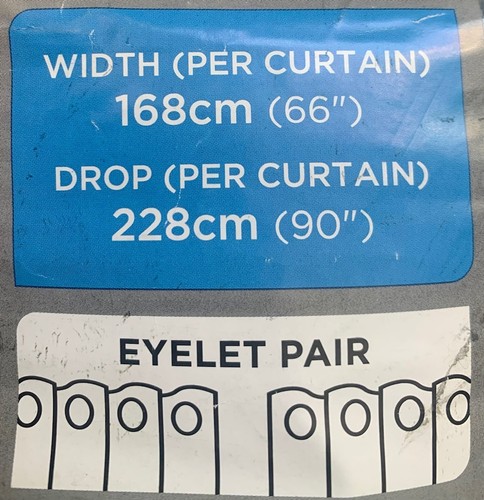 WIDTH (PER CURTAIN)
168cm (66")
DROP (PER CURTAIN)
228cm (90")
EYELET PAIR